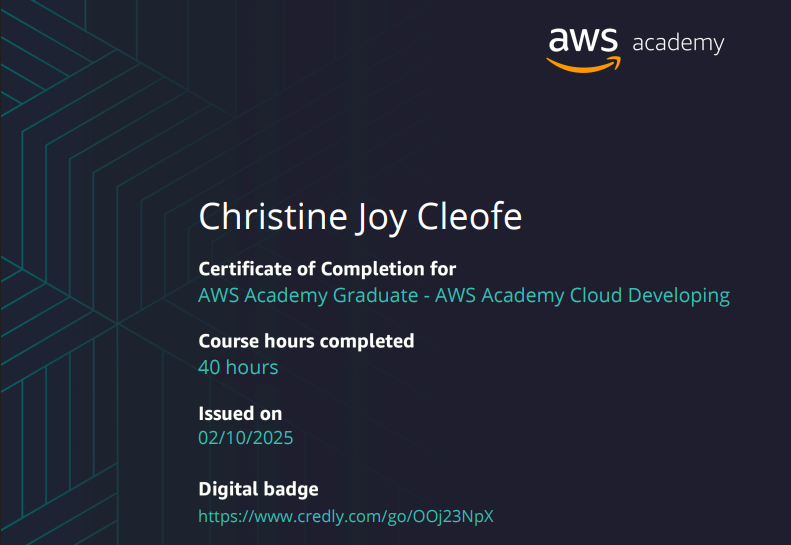 aws academy
Christine Joy Cleofe
Certificate of Completion for
AWS Academy Graduate - AWS Academy Cloud Developing
Course hours completed
40 hours
Issued on
02/10/2025
Digital badge
https://www.credly.com/go/OOj23NpX